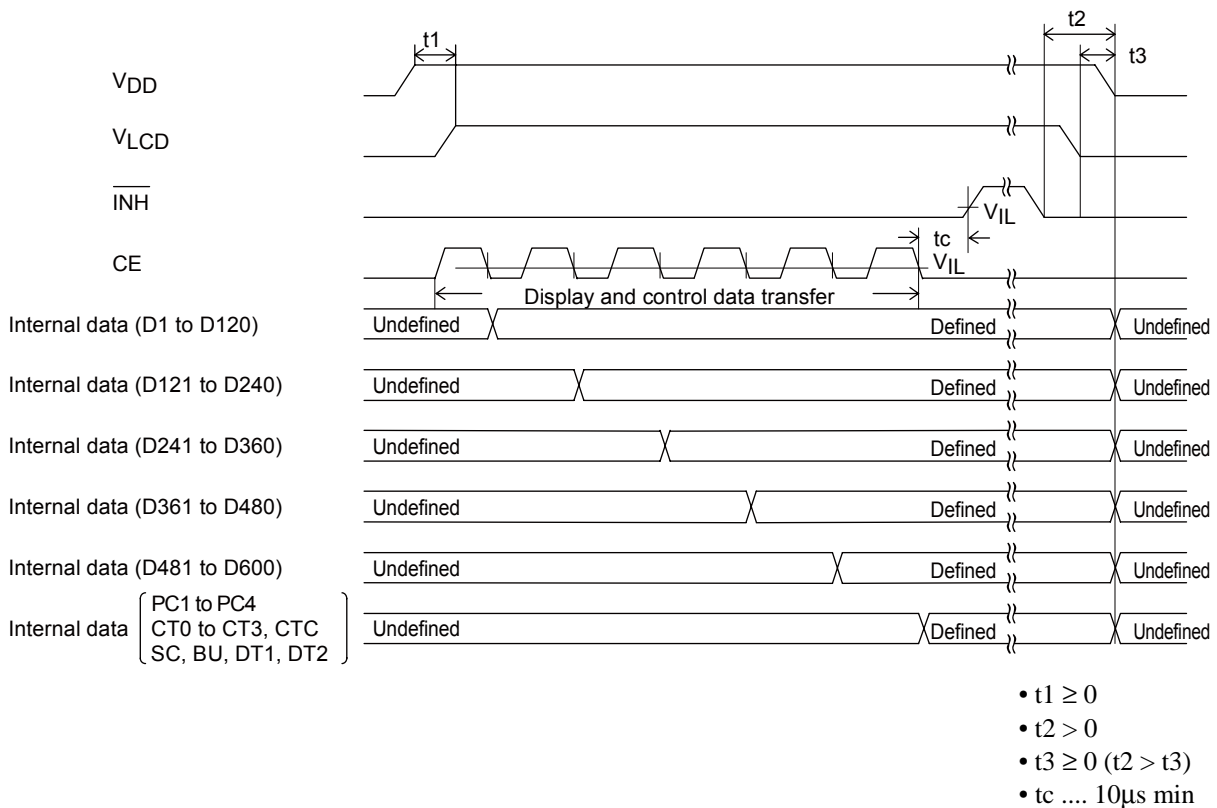 t2
t1
t3
VDD
VLCD
INH
VIL
tc
CE
VIL
Display and control data transfer
Internal data (D1 to D120) Undefined Defined Undefined
Internal data (D121 to D240) Undefined Defined Undefined
Internal data (D241 to D360) Undefined Defined Undefined
Internal data (D361 to D480) Undefined Defined Undefined
Internal data (D481 to D600) Undefined Defined Undefined
PC1 to PC4
Internal data CT0 to CT3, CTC Undefined Defined Undefined
SC, BU, DT1, DT2
• t1 ≥ 0
• t2 > 0
• t3 ≥ 0 (t2 > t3)
• tc .... 10μs min